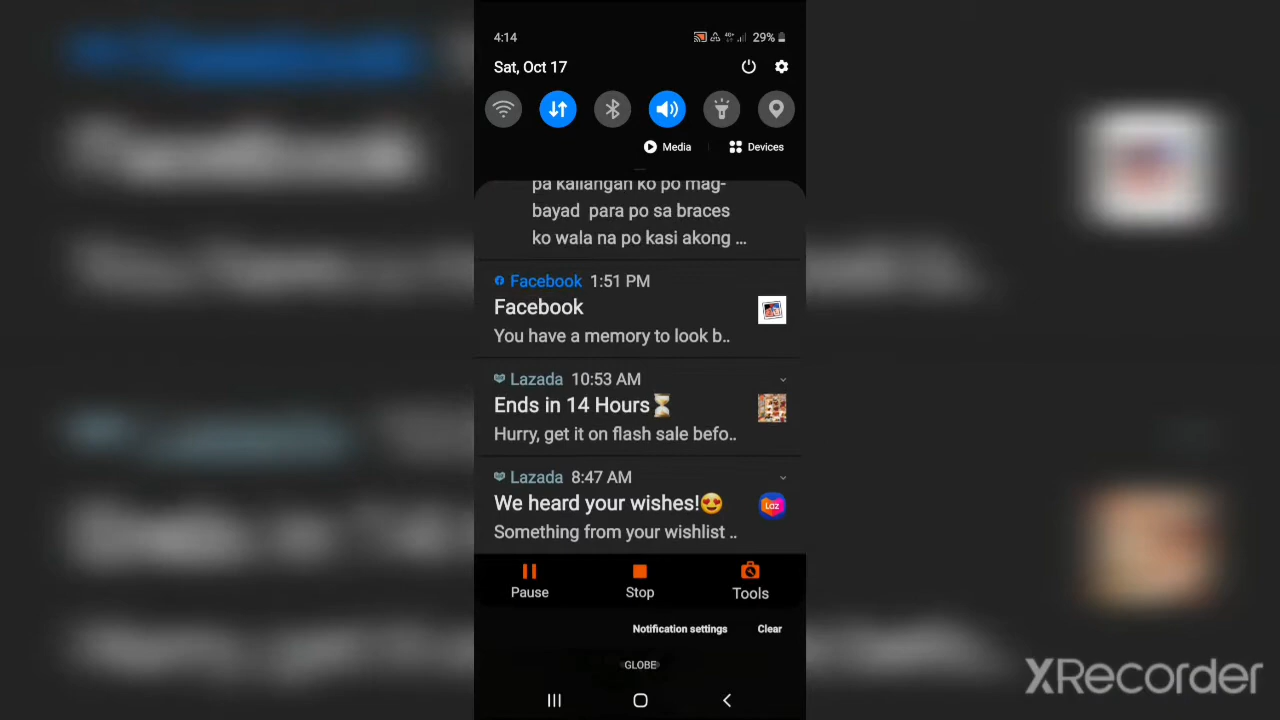 4:14
29%
Sat, Oct 17
Media
Devices
pa kailangan ko po mag-
bayad para po sa braces
ko wala na po kasi akong ...
Facebook 1:51 PM
Facebook
You have a memory to look b..
Lazada 10:53 AM
Ends in 14 Hours⏳
Hurry, get it on flash sale befo..
Lazada 8:47 AM
We heard your wishes!😍
Laz
Something from your wishlist ..
Pause
Stop
Tools
Notification settings
Clear
GLOBE
XRecorder